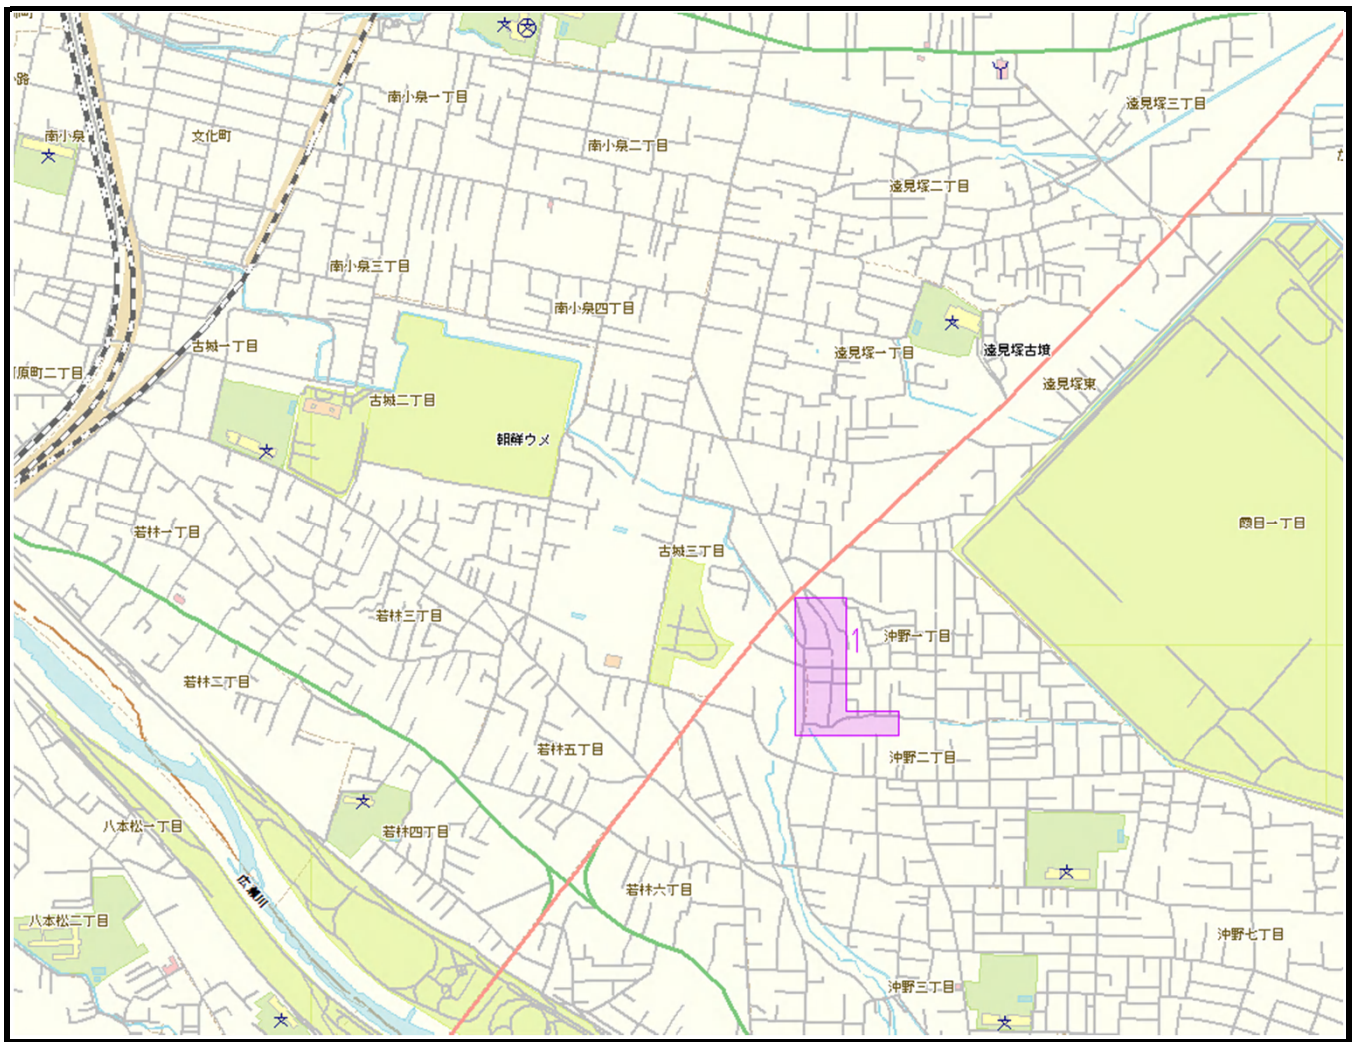 路
南小泉一丁目
遠見塚三丁目
南小泉
文化町
南小泉二丁目
遠見塚二丁目
南小泉三丁目
南小泉四丁目
古城一丁目
遠見塚一丁目
遠見塚古墳
原町二丁目
遠見塚東
古城二丁目
朝鮮ウメ
霞目一丁目
若林一丁目
古城三丁目
若林三丁目
1
沖野一丁目
若林二丁目
若林五丁目
沖野二丁目
八本松一丁目
若林四丁目
広瀬川
若林六丁目
八本松二丁目
沖野七丁目
沖野三丁目